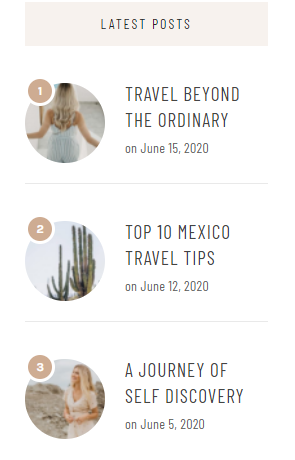 LATEST POSTS
1
TRAVEL BEYOND
THE ORDINARY
on June 15, 2020
2
TOP 10 MEXICO
TRAVEL TIPS
on June 12, 2020
3
A JOURNEY OF
SELF DISCOVERY
on June 5, 2020